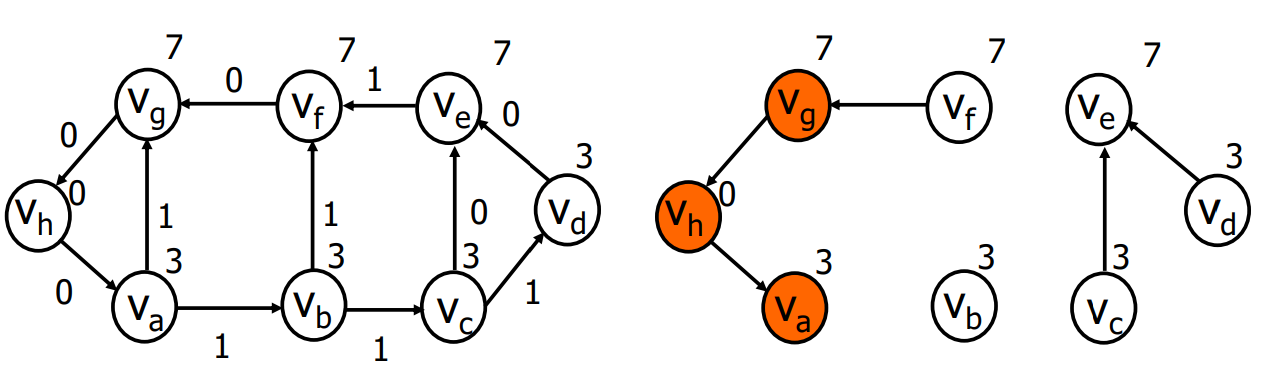 7 7 7 7 7 7
0 1
v_g v_f v_e v_g v_f v_e
0 0
3 3
0 0
v_h 1 1 0 v_d v_h v_d
3 3 3 3 3 3
0 1
v_a v_b v_c v_a v_b v_c
1 1